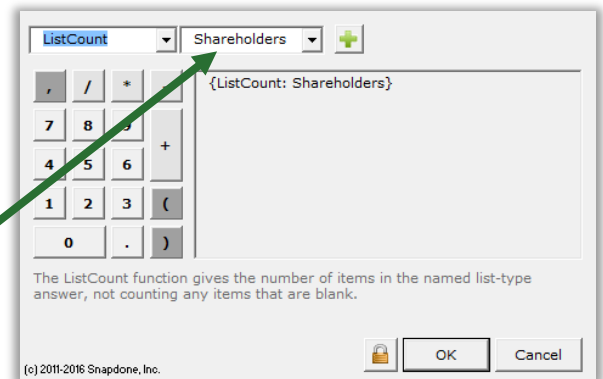 ListCount Shareholders
, / * -
{ListCount: Shareholders}
7 8 9
+
4 5 6
1 2 3 (
0 . )
The ListCount function gives the number of items in the named list-type
answer, not counting any items that are blank.
OK Cancel
(c) 2011-2016 Snapdone, Inc.